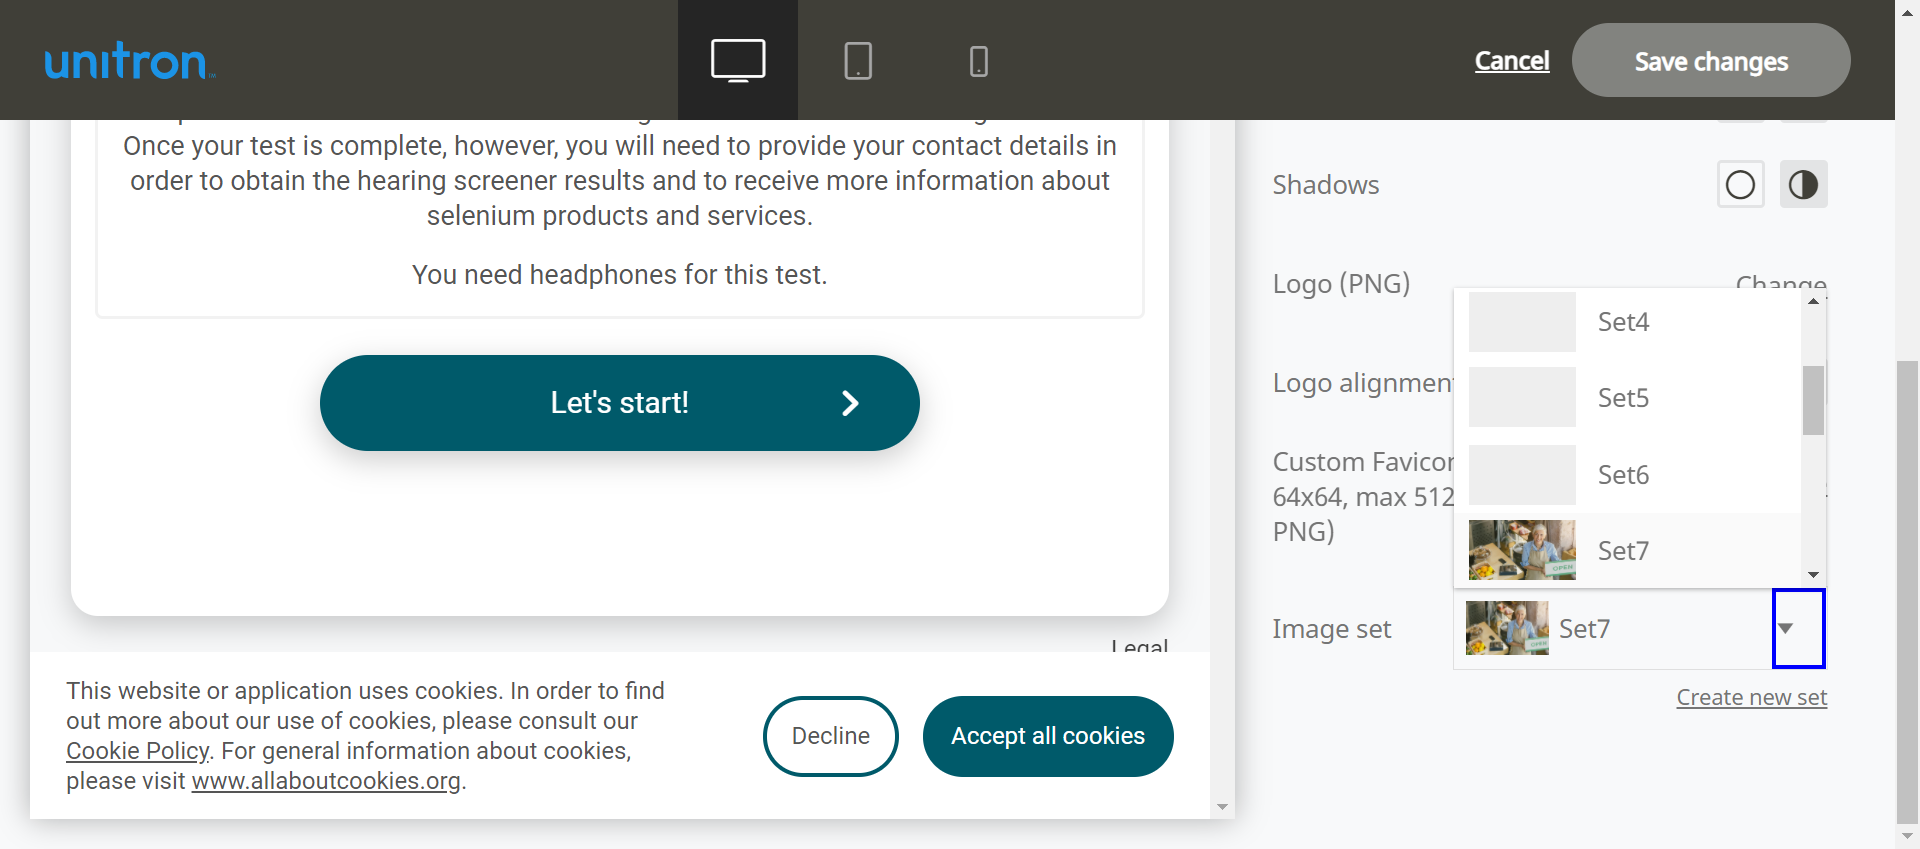 unitron
Cancel
Save changes
Once your test is complete, however, you will need to provide your contact details in
order to obtain the hearing screener results and to receive more information about
selenium products and services.
You need headphones for this test.
Let's start!
Legal
This website or application uses cookies. In order to find
out more about our use of cookies, please consult our
Cookie Policy. For general information about cookies,
please visit www.allaboutcookies.org.
Decline
Accept all cookies
Shadows
Logo (PNG)
Change
Logo alignment
Custom Favicon
64x64, max 512
PNG)
Set4
Set5
Set6
Set7
Image set
Set7
Create new set